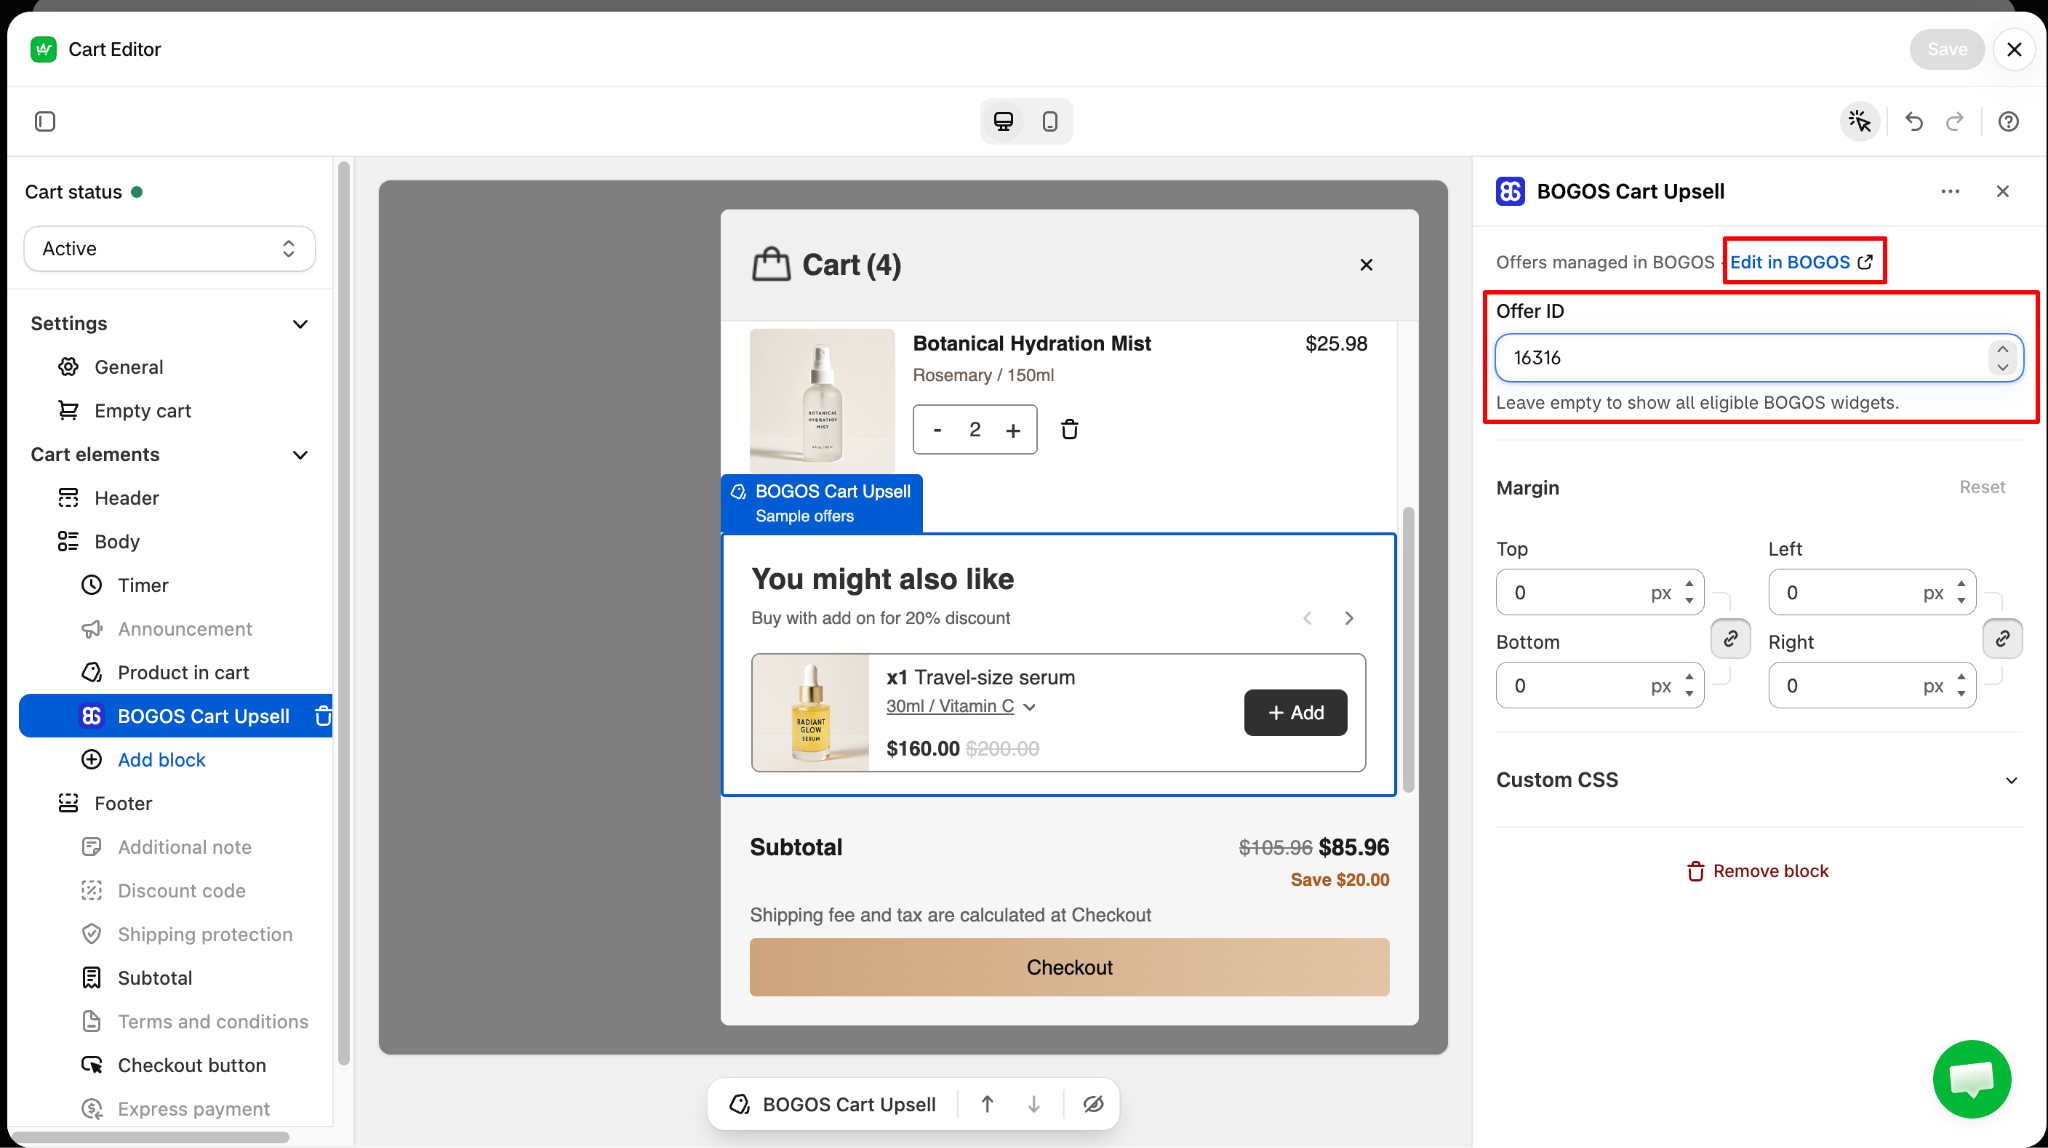 Cart Editor
Save
Cart status
Active
Settings
General
Empty cart
Cart elements
Header
Body
Timer
Announcement
Product in cart
BOGOS Cart Upsell
Add block
Footer
Additional note
Discount code
Shipping protection
Subtotal
Terms and conditions
Checkout button
Express payment
Cart (4)
Botanical Hydration Mist $25.98
Rosemary / 150ml
- 2 +
BOTANICAL
HYDRATION
MIST
BOGOS Cart Upsell
Sample offers
You might also like
Buy with add on for 20% discount
x1 Travel-size serum
30ml / Vitamin C
$160.00 $200.00
+ Add
RADIANT
GLOW
SERUM
Subtotal $105.96 $85.96
Save $20.00
Shipping fee and tax are calculated at Checkout
Checkout
BOGOS Cart Upsell
BOGOS Cart Upsell
Offers managed in BOGOS · Edit in BOGOS
Offer ID
16316
Leave empty to show all eligible BOGOS widgets.
Margin Reset
Top Left
0 px 0 px
Bottom Right
0 px 0 px
Custom CSS
Remove block